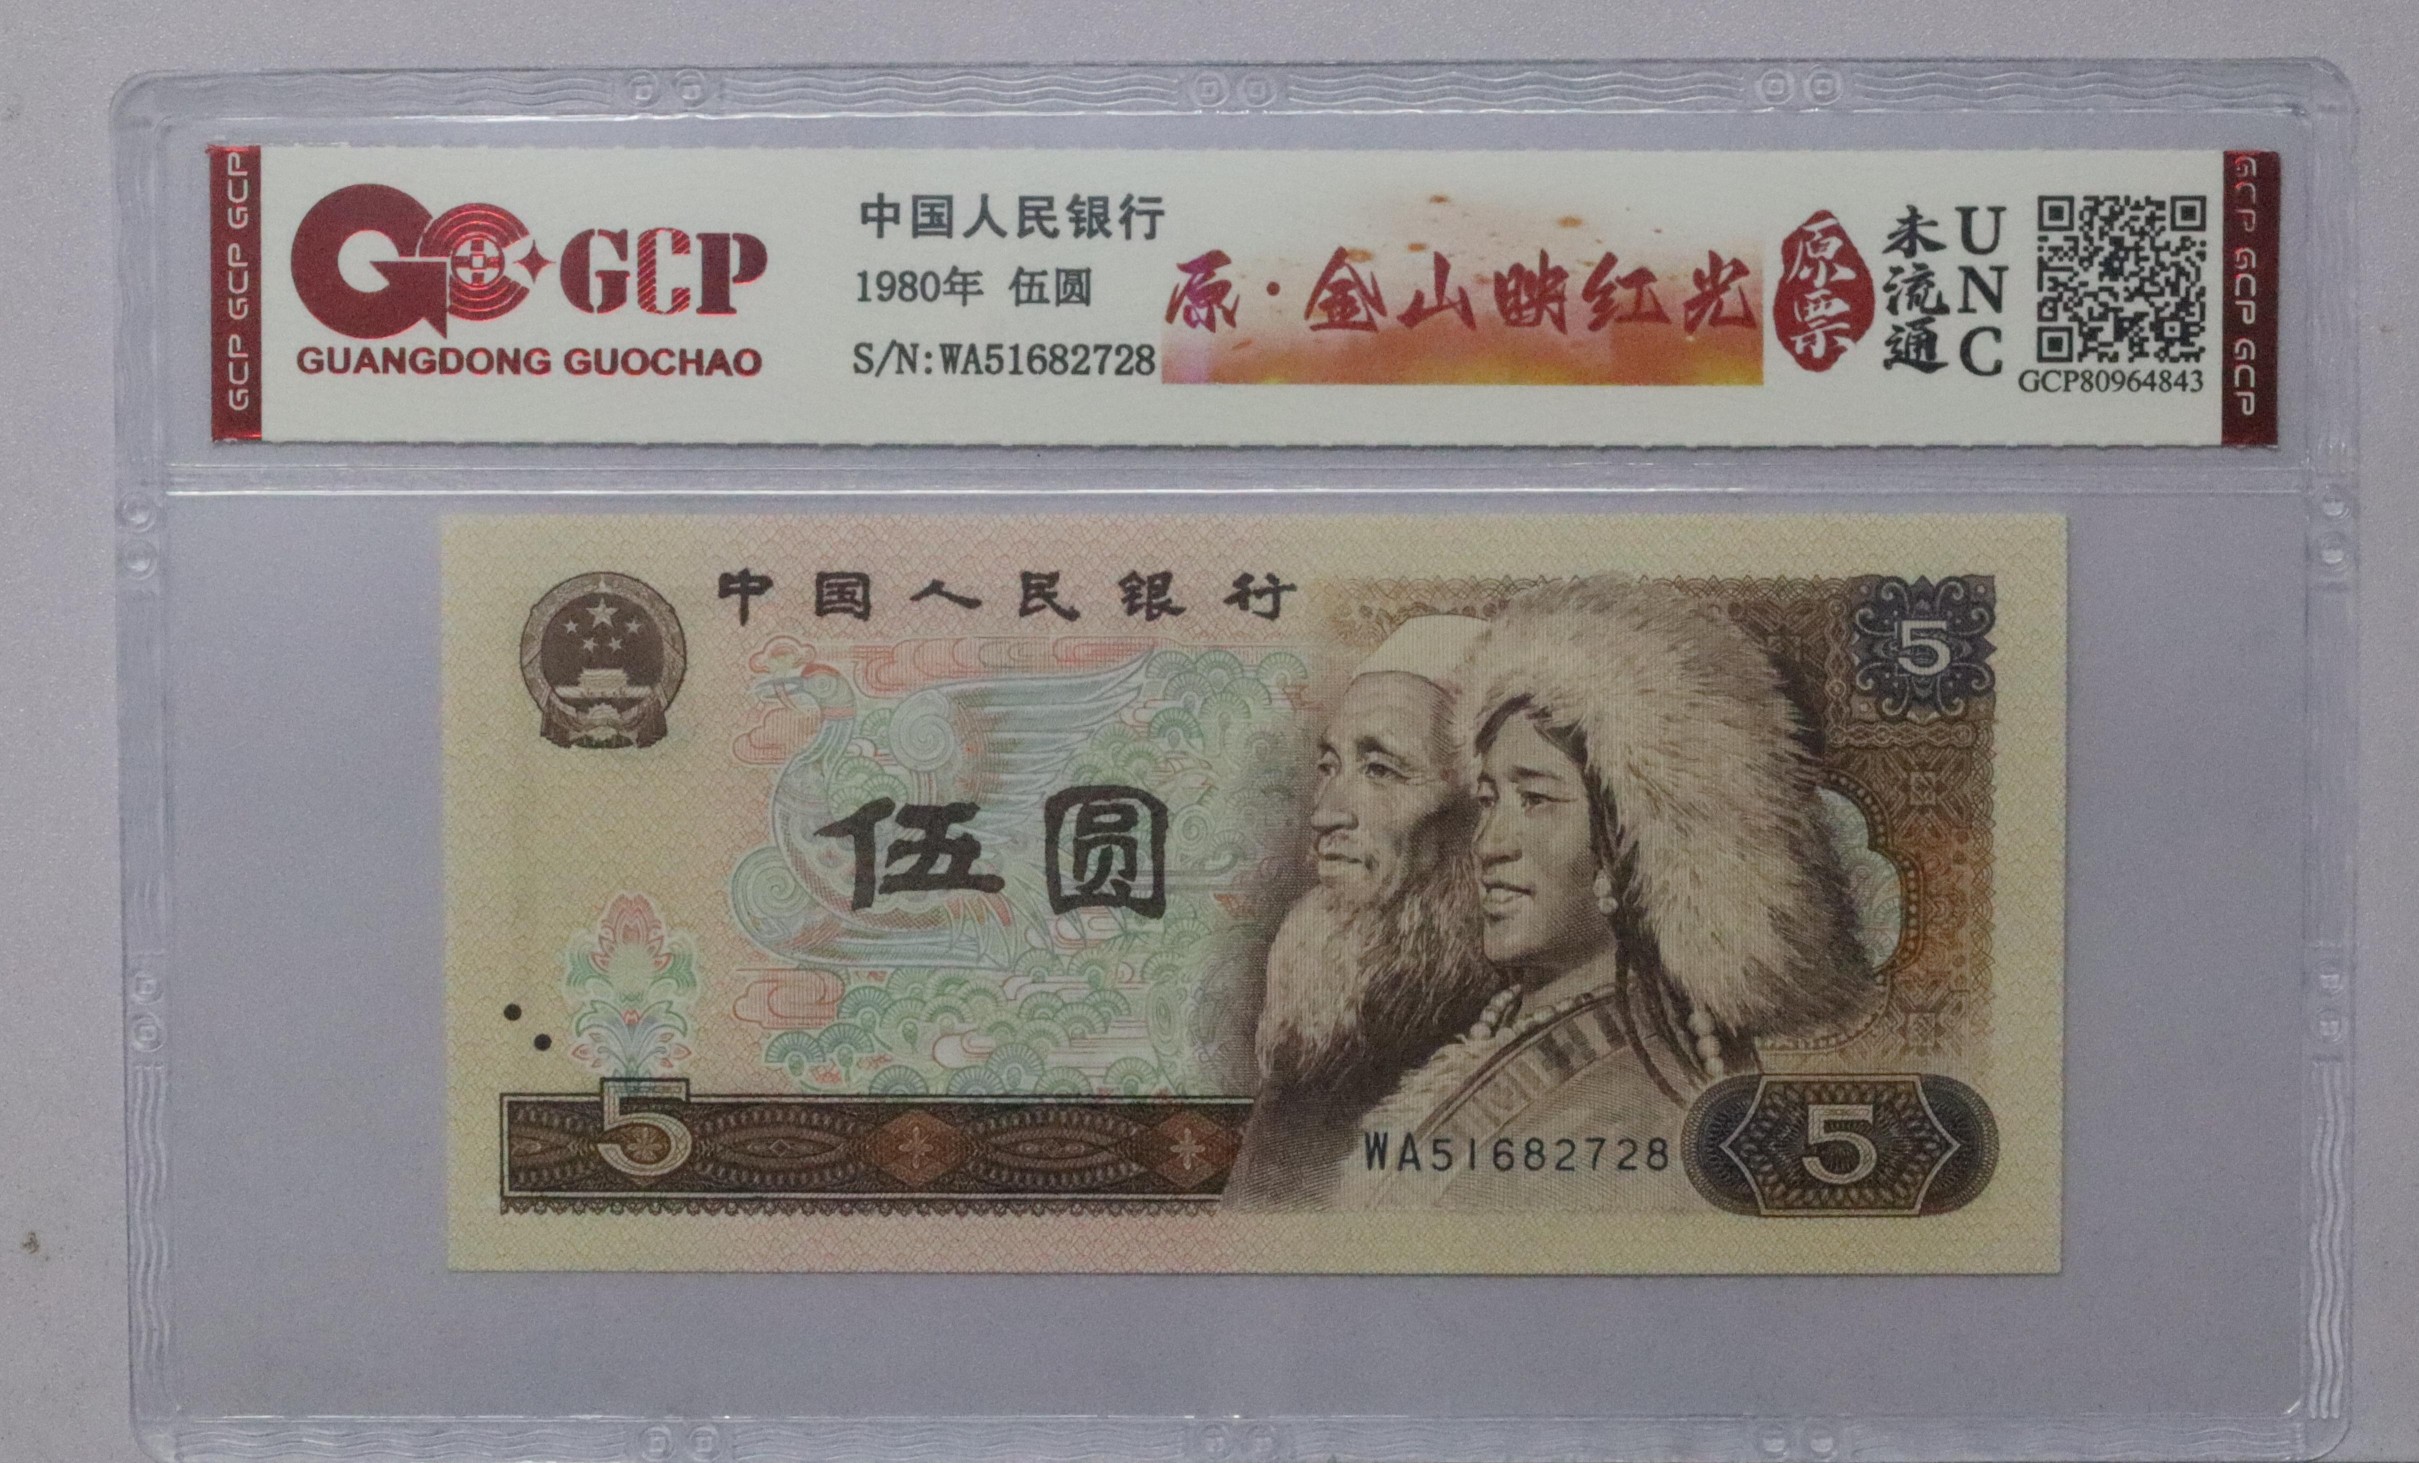 GCP GCP GCP
GCP
GUANGDONG GUOCHAO
中国人民银行
1980年 伍圆
S/N:WA51682728
原·金山映红光
原票
未流通
UNC
GCP80964843
GCP GCP GCP
中国人民银行
5
伍圆
5
WA51682728
5